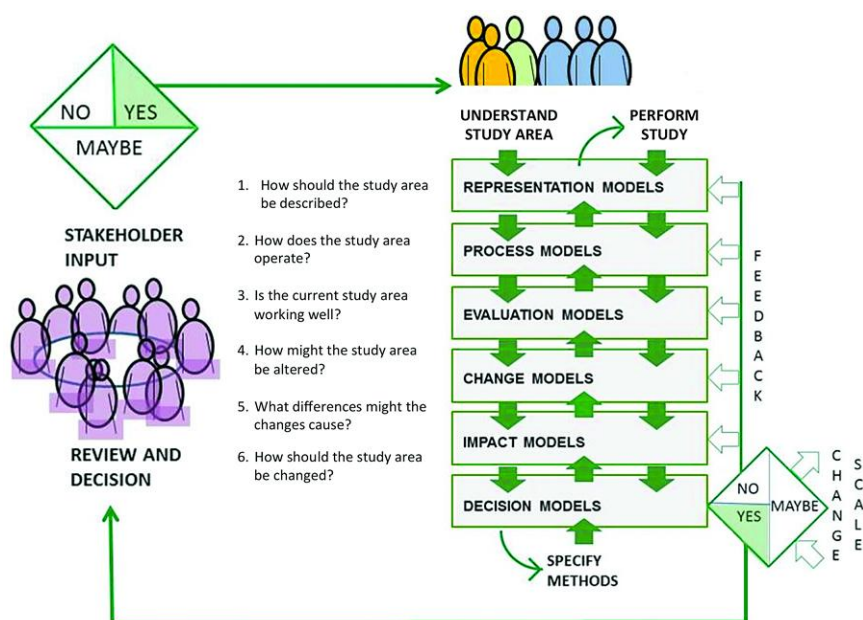 NO
YES
MAYBE
STAKEHOLDER
INPUT
REVIEW AND
DECISION
1. How should the study area
be described?
2. How does the study area
operate?
3. Is the current study area
working well?
4. How might the study area
be altered?
5. What differences might the
changes cause?
6. How should the study area
be changed?
UNDERSTAND
STUDY AREA
PERFORM
STUDY
REPRESENTATION MODELS
PROCESS MODELS
EVALUATION MODELS
CHANGE MODELS
IMPACT MODELS
DECISION MODELS
SPECIFY
METHODS
FEEDBACK
NO
YES
MAYBE
CHANGE
SCALE